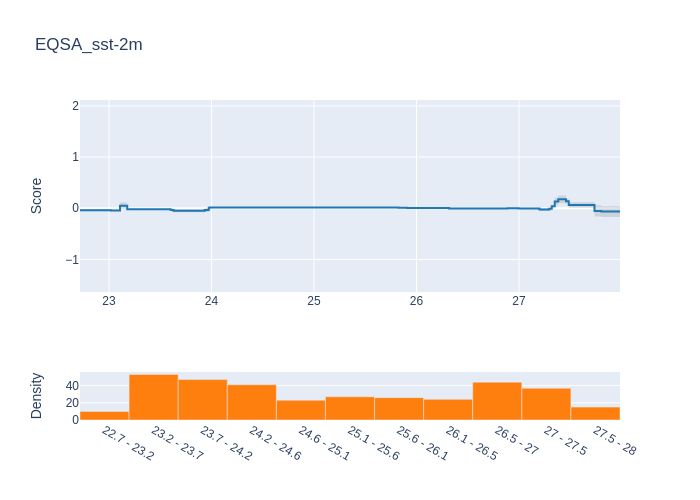 EQSA_sst-2m
Score
2
1
0
−1
23
24
25
26
27
Density
40
20
0
22.7 - 23.2
23.2 - 23.7
23.7 - 24.2
24.2 - 24.6
24.6 - 25.1
25.1 - 25.6
25.6 - 26.1
26.1 - 26.5
26.5 - 27
27 - 27.5
27.5 - 28